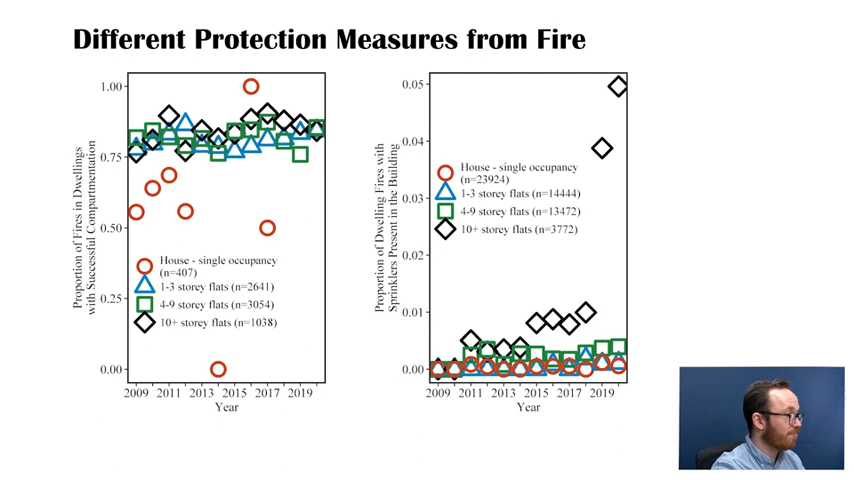 Different Protection Measures from Fire
Proportion of Fires in Dwellings
with Successful Compartmentation
1.00
0.75
0.50
0.25
0.00
House - single occupancy
(n=407)
1-3 storey flats (n=2641)
4-9 storey flats (n=3054)
10+ storey flats (n=1038)
2009 2011 2013 2015 2017 2019
Year
Proportion of Dwelling Fires with
Sprinklers Present in the Building
0.05
0.04
0.03
0.02
0.01
0.00
House - single occupancy
(n=23924)
1-3 storey flats (n=14444)
4-9 storey flats (n=13472)
10+ storey flats (n=3772)
2009 2011 2013 2015 2017 2019
Year